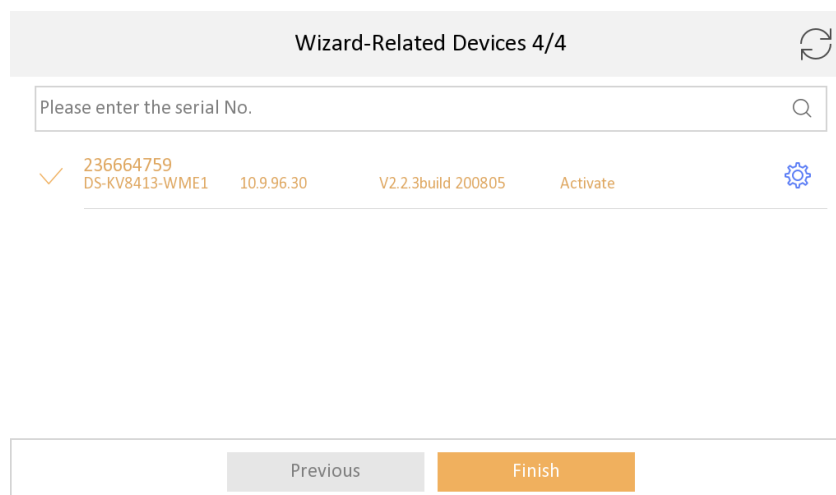 Wizard-Related Devices 4/4
Please enter the serial No.
236664759
DS-KV8413-WME1 10.9.96.30 V2.2.3build 200805 Activate
Previous Finish